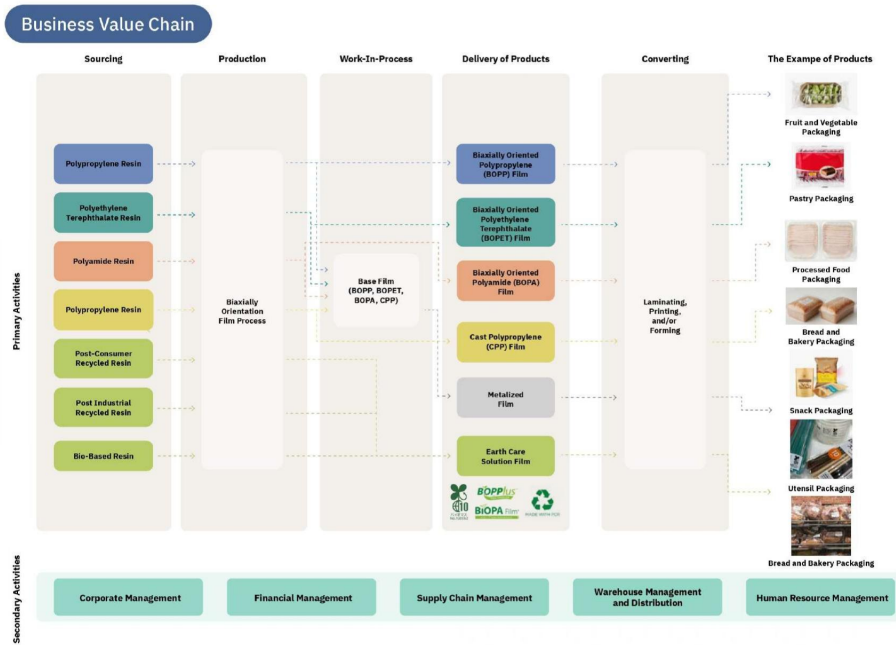 Business Value Chain
Sourcing
Production
Work-In-Process
Delivery of Products
Converting
The Exampe of Products
Primary Activities
Polypropylene Resin
Polyethylene
Terephthalate Resin
Polyamide Resin
Polypropylene Resin
Post-Consumer
Recycled Resin
Post Industrial
Recycled Resin
Bio-Based Resin
Biaxially
Orientation
Film Process
Base Film
(BOPP, BOPET,
BOPA, CPP)
Biaxially Oriented
Polypropylene
(BOPP) Film
Biaxially Oriented
Polyethylene
Terephthalate
(BOPET) Film
Biaxially Oriented
Polyamide (BOPA)
Film
Cast Polypropylene
(CPP) Film
Metalized
Film
Earth Care
Solution Film
BOPPlus
BiOPA Film
Laminating,
Printing,
and/or
Forming
Fruit and Vegetable
Packaging
Pastry Packaging
Processed Food
Packaging
Bread and
Bakery Packaging
Snack Packaging
Utensil Packaging
Bread and Bakery Packaging
Secondary Activities
Corporate Management
Financial Management
Supply Chain Management
Warehouse Management
and Distribution
Human Resource Management